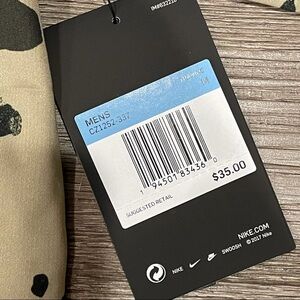 MENS
CZ1252-337
1 94501 83436 0
$35.00
SUGGESTED RETAIL
NIKE.COM
NIKE SWOOSH © 2017 Nike